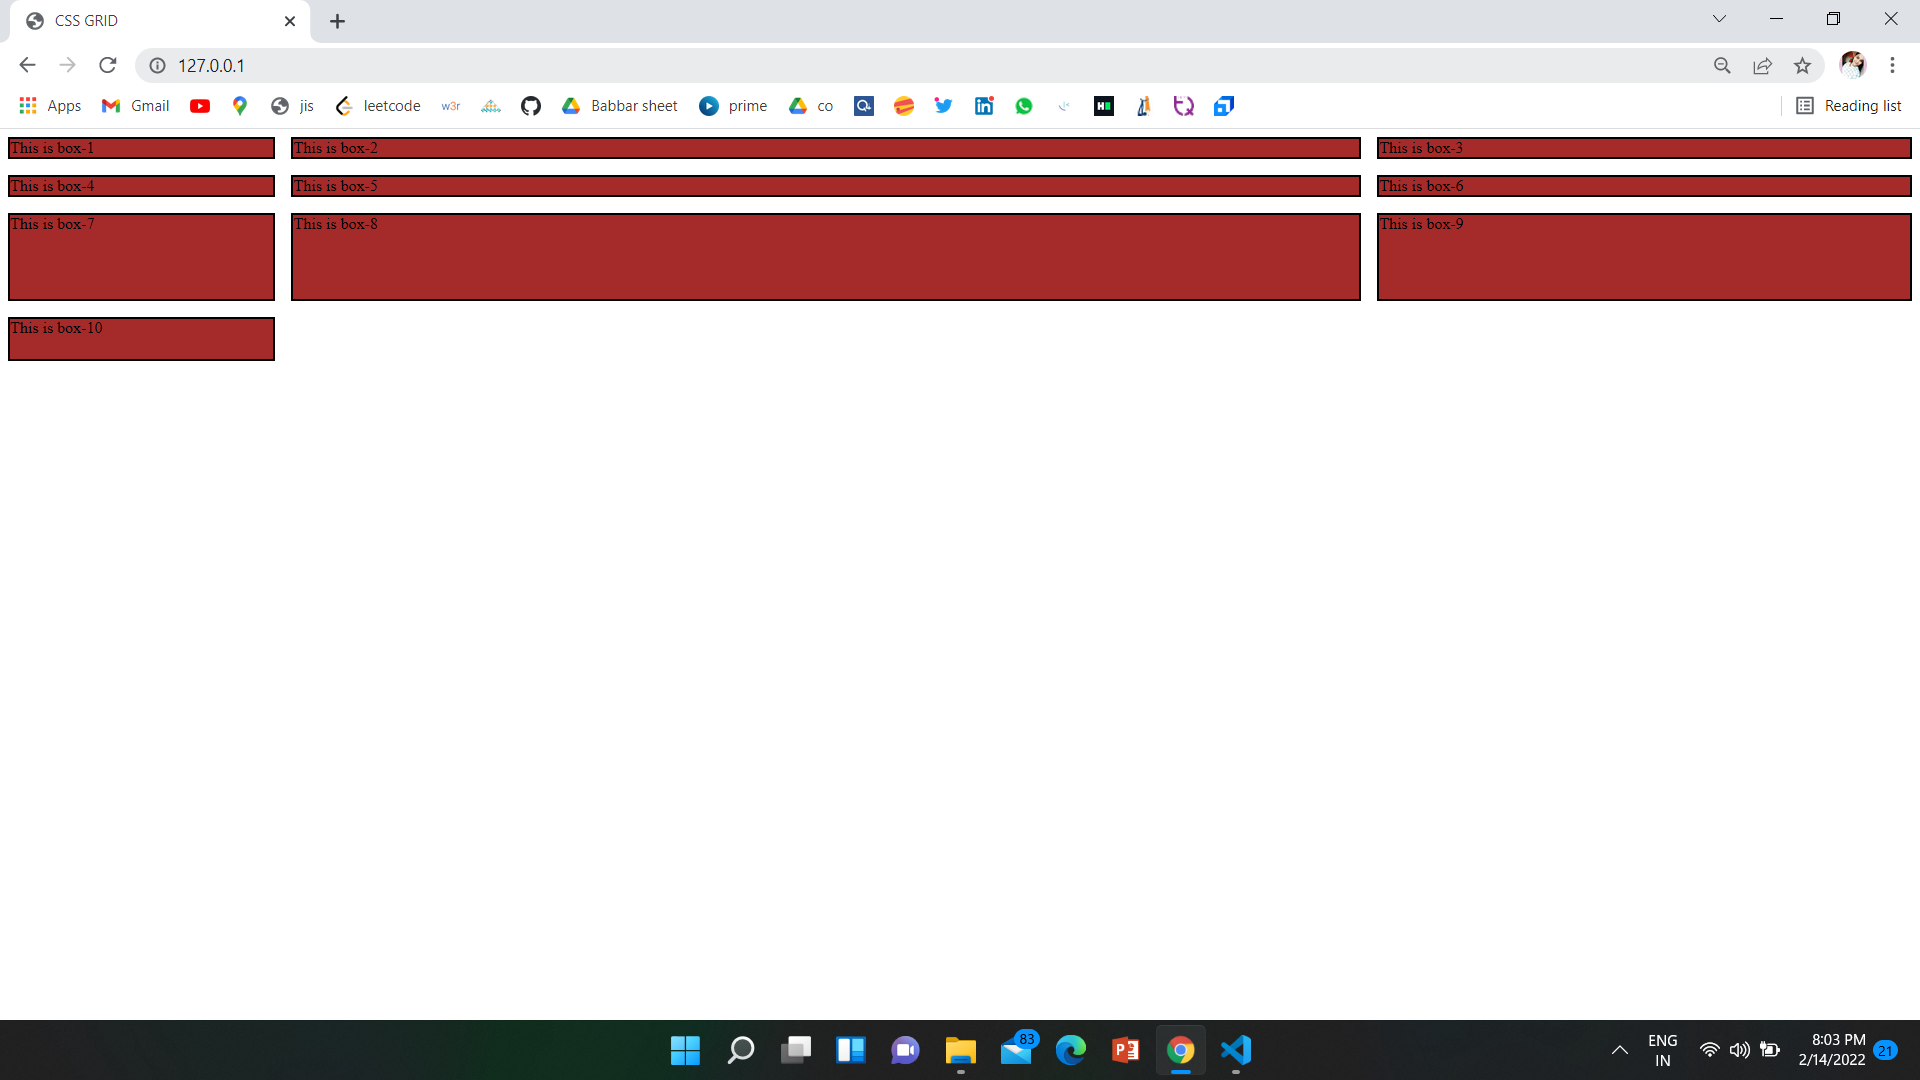 CSS GRID
127.0.0.1
Apps Gmail jis leetcode w3r Babbar sheet prime co Reading list
This is box-1 This is box-2 This is box-3
This is box-4 This is box-5 This is box-6
This is box-7 This is box-8 This is box-9
This is box-10
83
ENG 8:03 PM
IN 2/14/2022 21